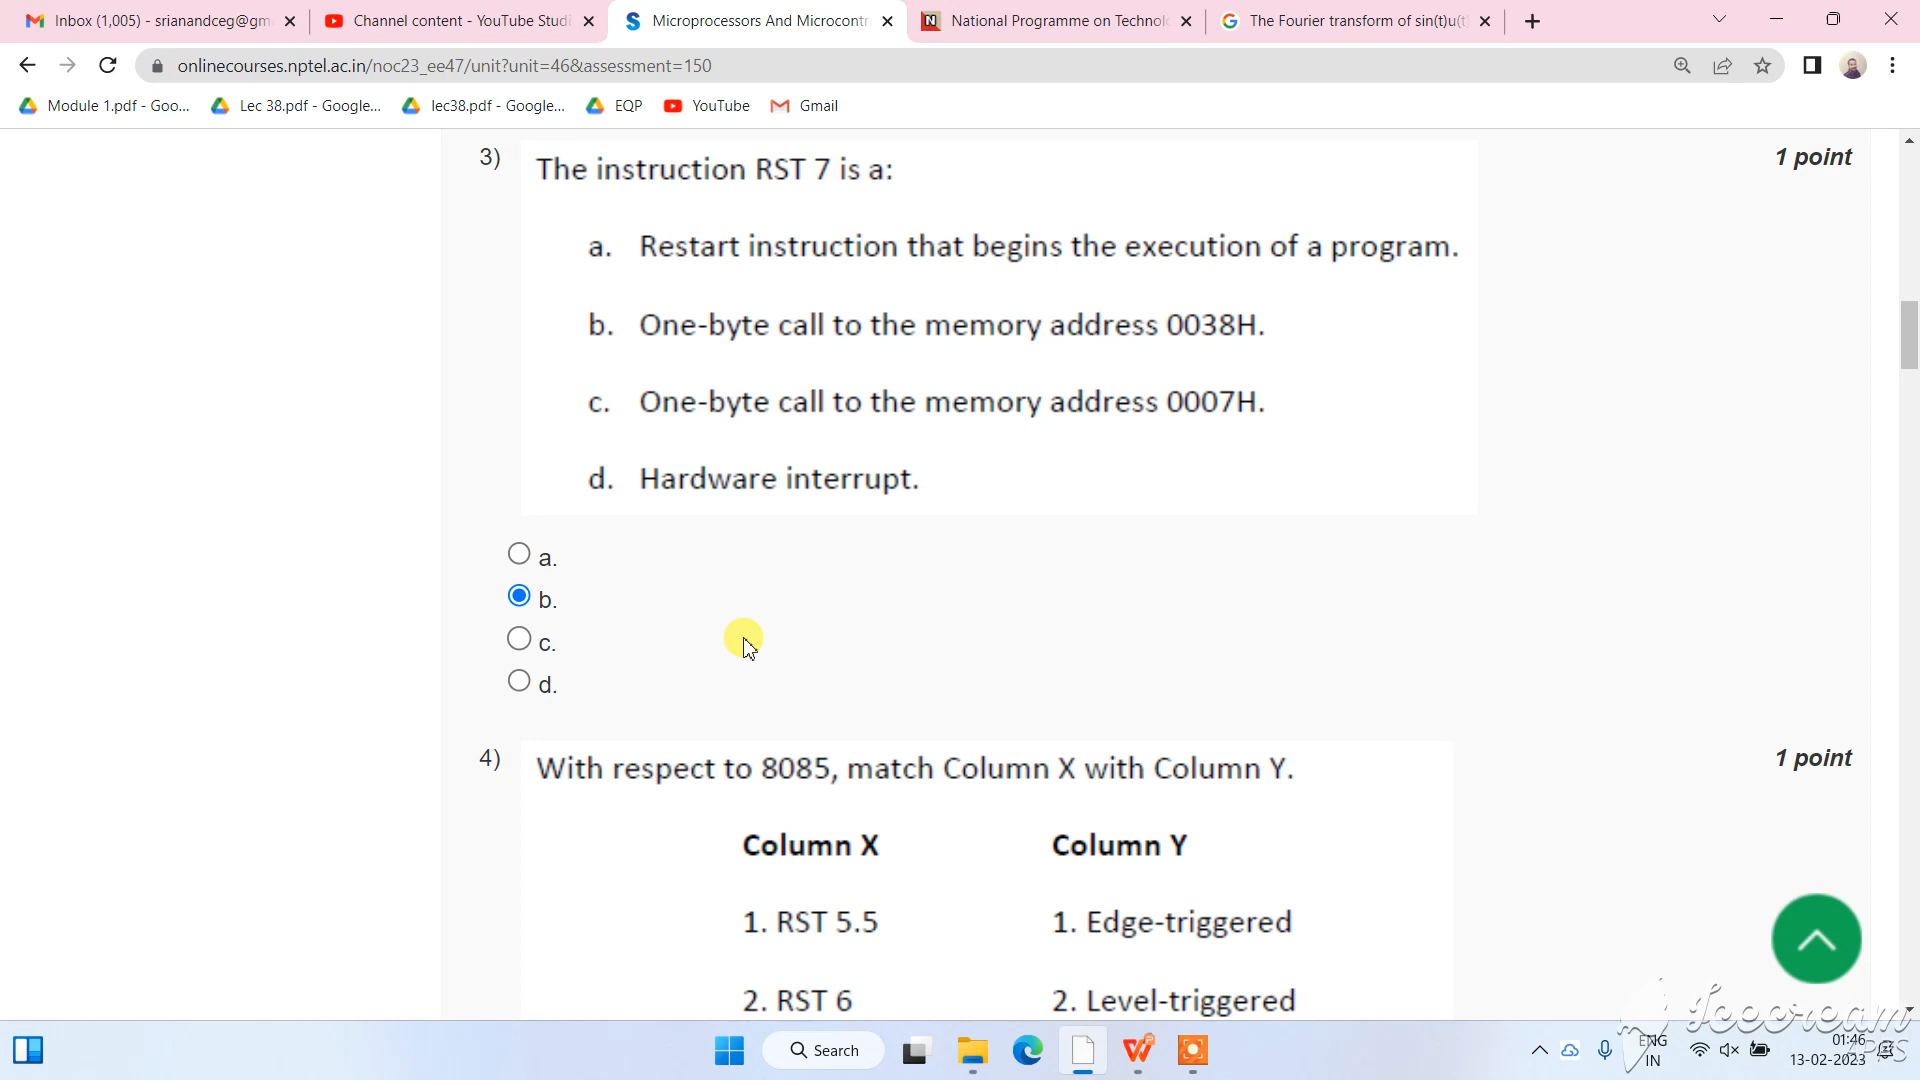 Inbox (1,005) - srianandceg@gm
Channel content - YouTube Studi
Microprocessors And Microcontr
National Programme on Technolo
The Fourier transform of sin(t)u(t
onlinecourses.nptel.ac.in/noc23_ee47/unit?unit=46&assessment=150
Module 1.pdf - Goo...
Lec 38.pdf - Google...
lec38.pdf - Google...
EQP
YouTube
Gmail
3)
The instruction RST 7 is a:
1 point
a. Restart instruction that begins the execution of a program.
b. One-byte call to the memory address 0038H.
c. One-byte call to the memory address 0007H.
d. Hardware interrupt.
a.
b.
c.
d.
4)
With respect to 8085, match Column X with Column Y.
1 point
Column X Column Y
1. RST 5.5 1. Edge-triggered
2. RST 6 2. Level-triggered
Icecream
APPS
Search
ENG
IN
01:46
13-02-2023